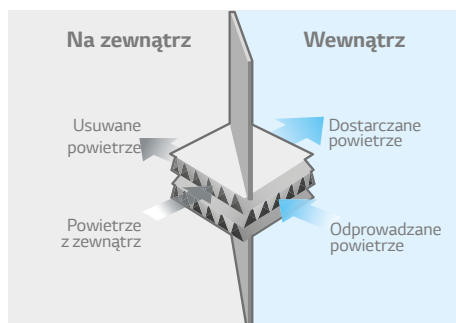 Na zewnątrz
Wewnątrz
Usuwane
powietrze
Dostarczane
powietrze
Powietrze
z zewnątrz
Odprowadzane
powietrze